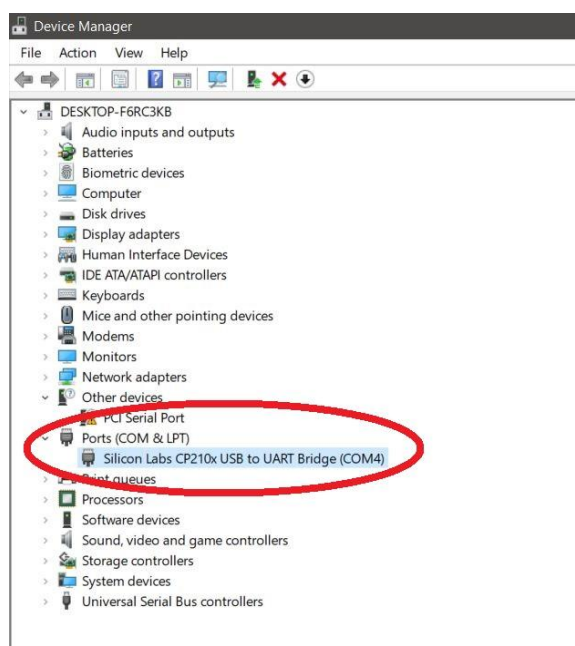 Device Manager
File Action View Help
DESKTOP-F6RC3KB
Audio inputs and outputs
Batteries
Biometric devices
Computer
Disk drives
Display adapters
Human Interface Devices
IDE ATA/ATAPI controllers
Keyboards
Mice and other pointing devices
Modems
Monitors
Network adapters
Other devices
PCI Serial Port
Ports (COM & LPT)
Silicon Labs CP210x USB to UART Bridge (COM4)
Print queues
Processors
Software devices
Sound, video and game controllers
Storage controllers
System devices
Universal Serial Bus controllers